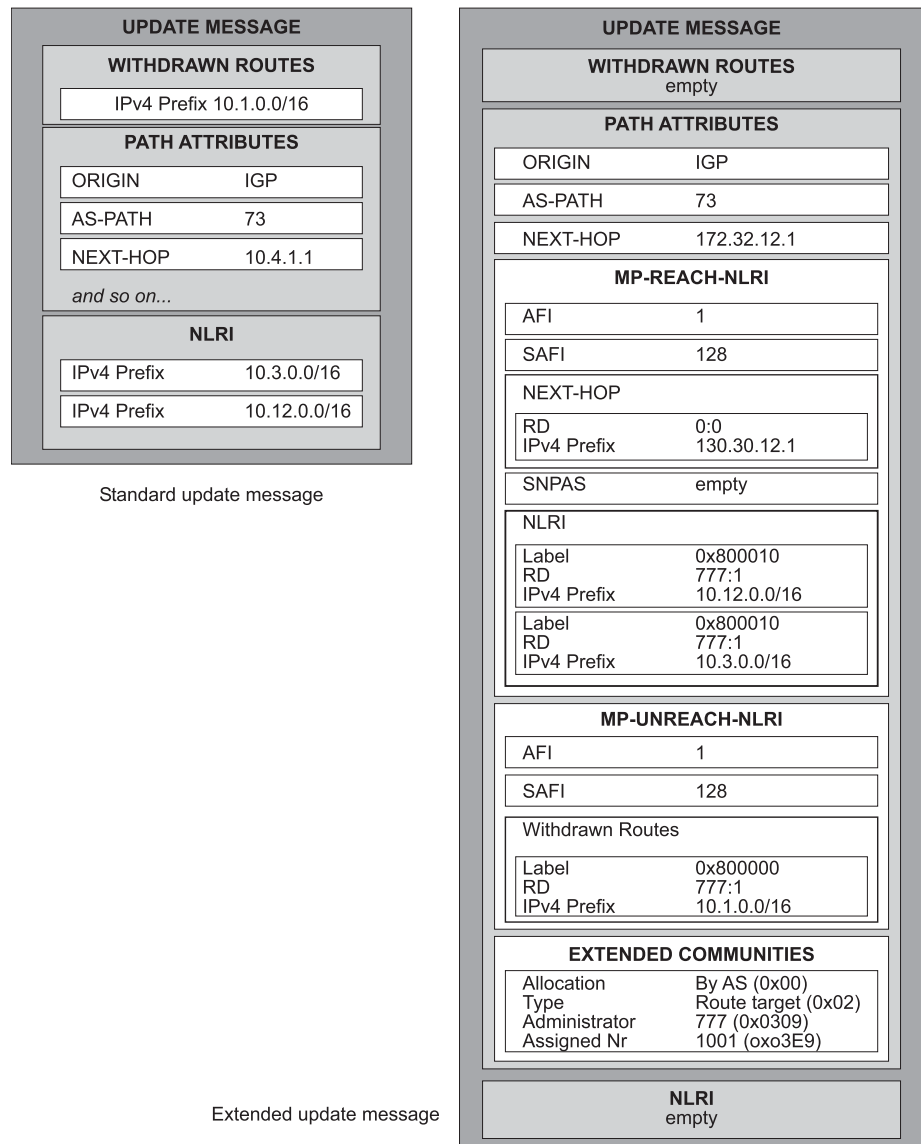 UPDATE MESSAGE
WITHDRAWN ROUTES
IPv4 Prefix 10.1.0.0/16
PATH ATTRIBUTES
ORIGIN IGP
AS-PATH 73
NEXT-HOP 10.4.1.1
and so on...
NLRI
IPv4 Prefix 10.3.0.0/16
IPv4 Prefix 10.12.0.0/16
Standard update message
UPDATE MESSAGE
WITHDRAWN ROUTES
empty
PATH ATTRIBUTES
ORIGIN IGP
AS-PATH 73
NEXT-HOP 172.32.12.1
MP-REACH-NLRI
AFI 1
SAFI 128
NEXT-HOP
RD 0:0
IPv4 Prefix 130.30.12.1
SNPAS empty
NLRI
Label 0x800010
RD 777:1
IPv4 Prefix 10.12.0.0/16
Label 0x800010
RD 777:1
IPv4 Prefix 10.3.0.0/16
MP-UNREACH-NLRI
AFI 1
SAFI 128
Withdrawn Routes
Label 0x800000
RD 777:1
IPv4 Prefix 10.1.0.0/16
EXTENDED COMMUNITIES
Allocation By AS (0x00)
Type Route target (0x02)
Administrator 777 (0x0309)
Assigned Nr 1001 (oxo3E9)
NLRI
empty
Extended update message